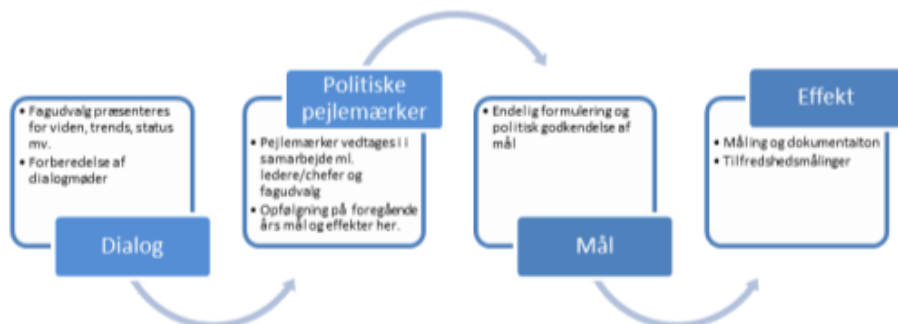 • Fagudvalg præsenteres
for viden, trends, status
mv.
• Forberedelse af
dialogmøder
Dialog
Politiske
pejlemærker
• Pejlemærker vedtages i i
samarbejde ml.
ledere/chefer og
fagudvalg
• Opfølgning på foregående
års mål og effekter her.
• Endelig formulering og
politisk godkendelse af
mål
Mål
Effekt
• Måling og dokumentaiton
• Tilfredshedsmålinger